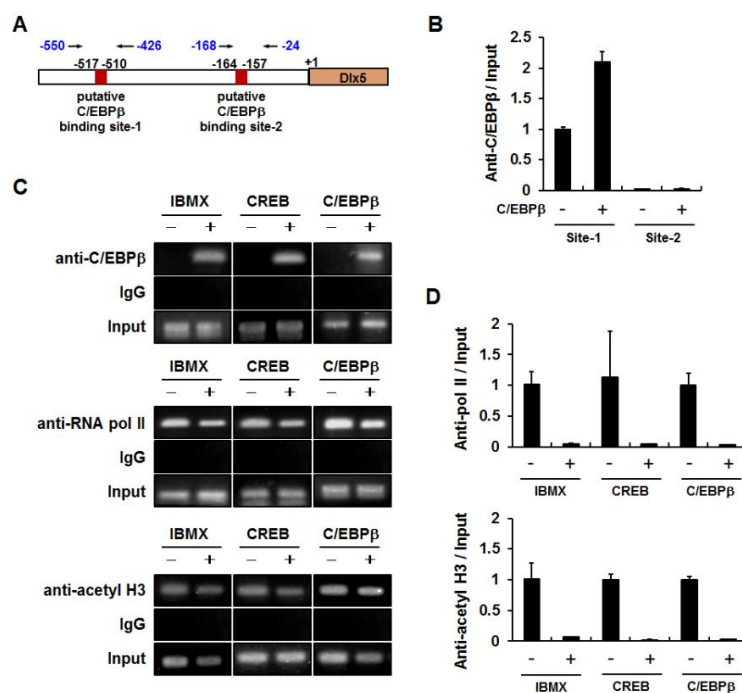 A
-550 -426 -168 -24
-517 -510 -164 -157 +1
Dlx5
putative
C/EBPβ
binding site-1
putative
C/EBPβ
binding site-2
B
Anti-C/EBPβ / Input
2.5
2
1.5
1
0.5
0
C/EBPβ - + - +
Site-1 Site-2
C
IBMX CREB C/EBPβ
– + – + – +
anti-C/EBPβ
IgG
Input
IBMX CREB C/EBPβ
– + – + – +
anti-RNA pol II
IgG
Input
IBMX CREB C/EBPβ
– + – + – +
anti-acetyl H3
IgG
Input
D
Anti-pol II / Input
2
1.5
1
0.5
0
- + - + - +
IBMX CREB C/EBPβ
Anti-acetyl H3 / Input
2
1.5
1
0.5
0
- + - + - +
IBMX CREB C/EBPβ